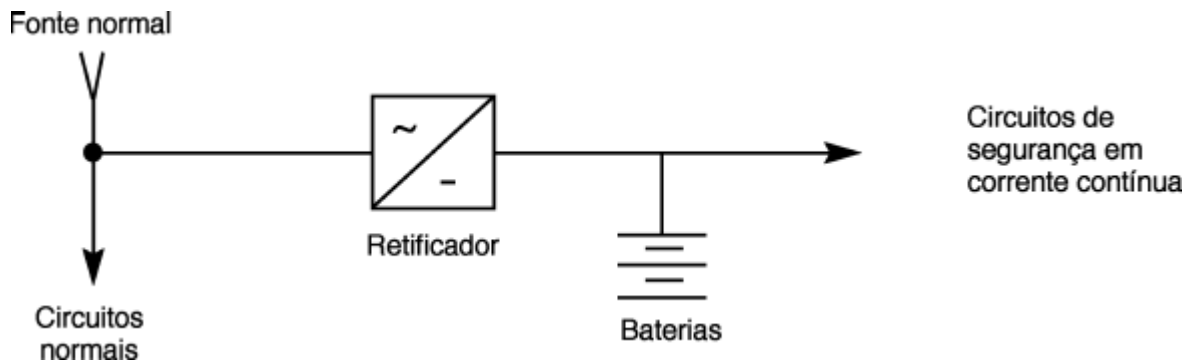 Fonte normal
~
-
Retificador
Circuitos de
segurança em
corrente contínua
Baterias
Circuitos
normais